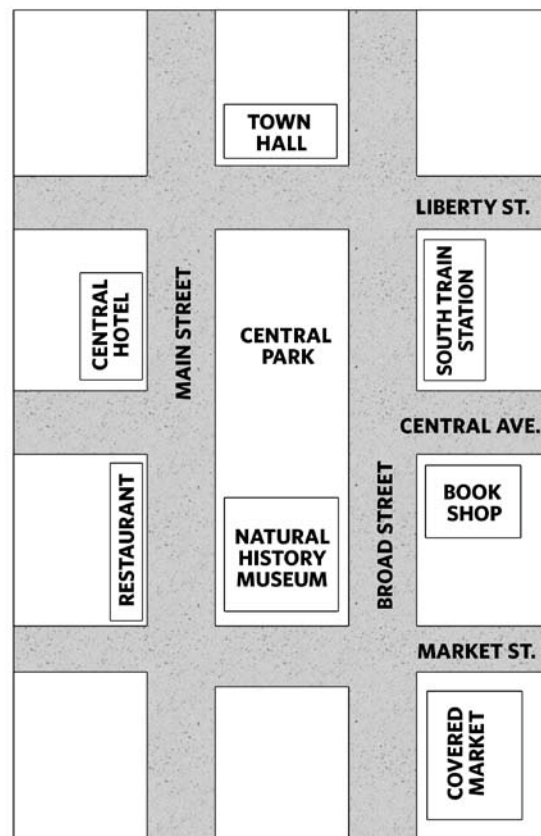 TOWN
HALL
LIBERTY ST.
CENTRAL
HOTEL
MAIN STREET
CENTRAL
PARK
SOUTH TRAIN
STATION
CENTRAL AVE.
RESTAURANT
NATURAL
HISTORY
MUSEUM
BROAD STREET
BOOK
SHOP
MARKET ST.
COVERED
MARKET